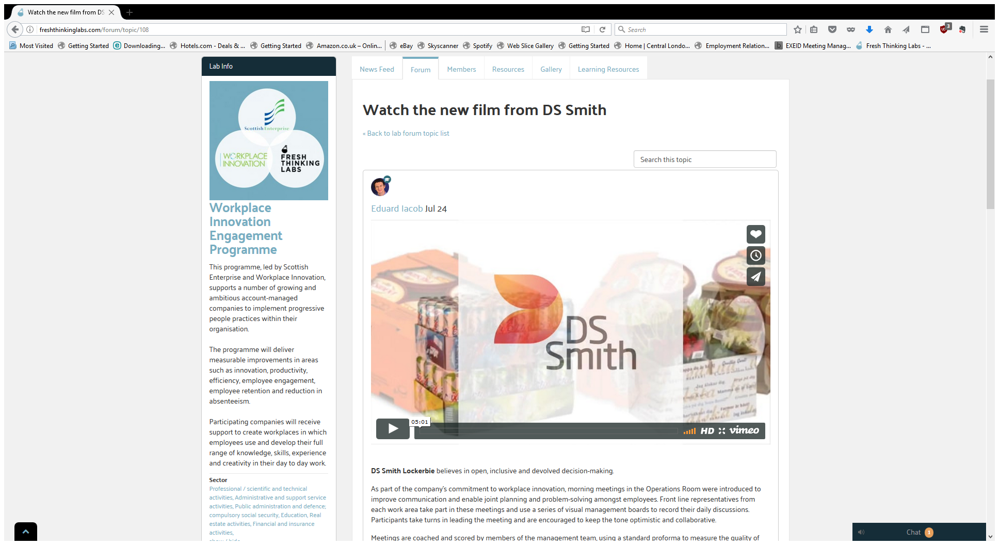 Watch the new film from DS
freshthinkinglabs.com/forum/topic/108
Search
3
Most Visited
Getting Started
Downloading...
Hotels.com - Deals & ...
Getting Started
Amazon.co.uk – Onlin...
eBay
Skyscanner
Spotify
Web Slice Gallery
Getting Started
Home | Central Londo...
Employment Relation...
EXEID Meeting Manag...
Fresh Thinking Labs - ...
Lab Info
Scottish Enterprise
WORKPLACE
INNOVATION
FRESH
THINKING
LABS
Workplace
Innovation
Engagement
Programme
This programme, led by Scottish
Enterprise and Workplace Innovation,
supports a number of growing and
ambitious account-managed
companies to implement progressive
people practices within their
organisation.
The programme will deliver
measurable improvements in areas
such as innovation, productivity,
efficiency, employee engagement,
employee retention and reduction in
absenteeism.
Participating companies will receive
support to create workplaces in which
employees use and develop their full
range of knowledge, skills, experience
and creativity in their day to day work.
Sector
Professional / scientific and technical
activities, Administrative and support service
activities, Public administration and defence;
compulsory social security, Education, Real
estate activities, Financial and insurance
activities,
show / hide
News Feed
Forum
Members
Resources
Gallery
Learning Resources
Watch the new film from DS Smith
« Back to lab forum topic list
Search this topic
Eduard Iacob Jul 24
DS
Smith
05:01
HD
vimeo
DS Smith Lockerbie believes in open, inclusive and devolved decision-making.
As part of the company's commitment to workplace innovation, morning meetings in the Operations Room were introduced to
improve communication and enable joint planning and problem-solving amongst employees. Front line representatives from
each work area take part in these meetings and use a series of visual management boards to record their daily discussions.
Participants take turns in leading the meeting and are encouraged to keep the tone optimistic and collaborative.
Meetings are coached and scored by members of the management team, using a standard proforma to measure the quality of
Chat 1